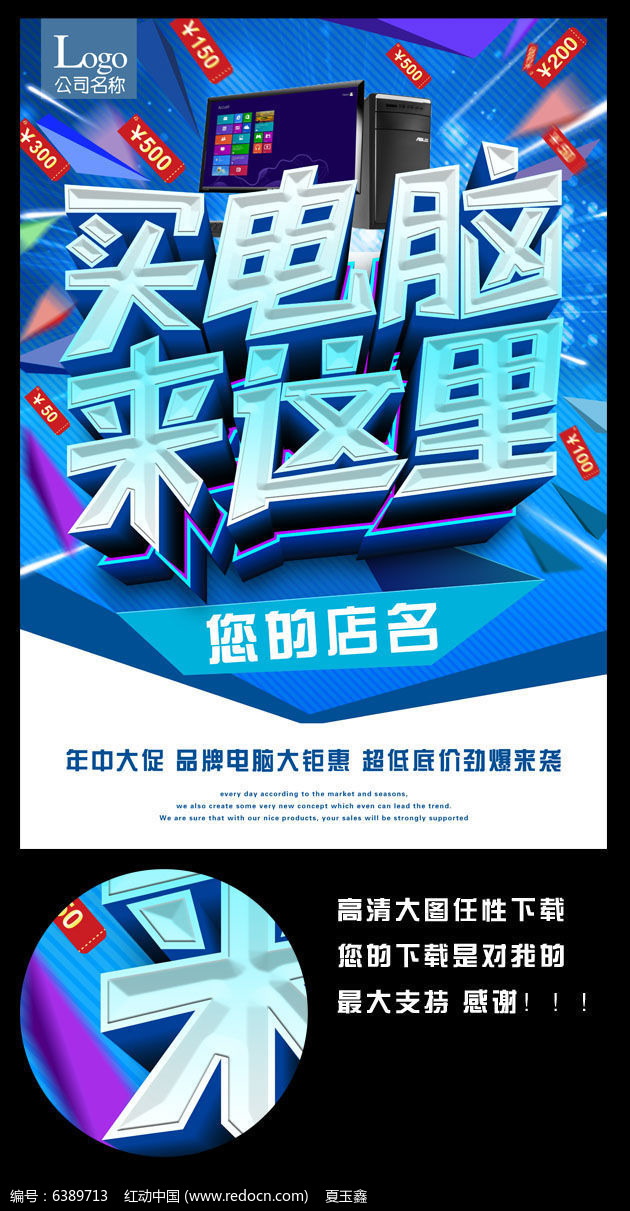 Logo
公司名称
¥150
¥500
¥200
¥300
¥500
ASUS
买电脑
来这里
¥50
¥100
您的店名
年中大促 品牌电脑大钜惠 超低底价劲爆来袭
every day according to the market and seasons,
we also create some very new concept which even can lead the trend.
We are sure that with our nice products, your sales will be strongly supported
高清大图任性下载
您的下载是对我的
最大支持 感谢！！！
编号：6389713 红动中国 (www.redocn.com) 夏玉鑫